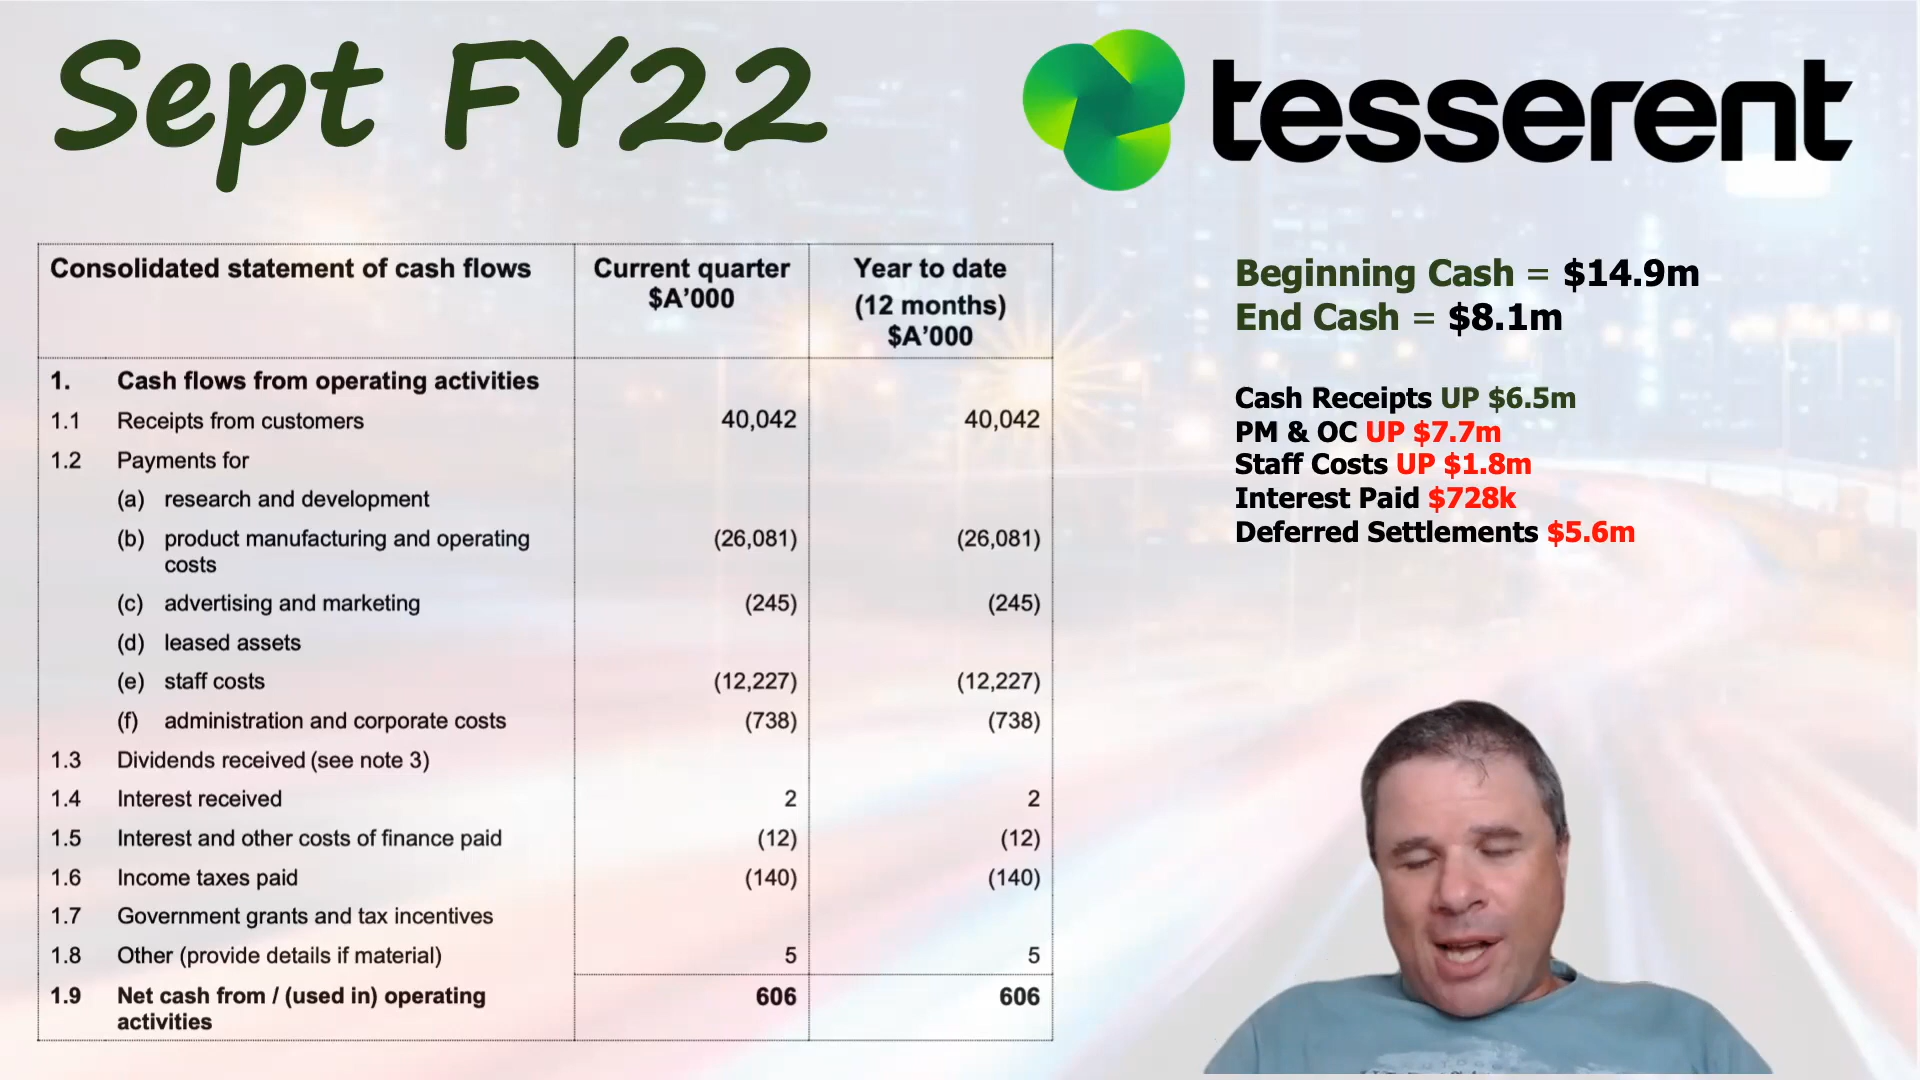 Sept FY22
tesserent
Consolidated statement of cash flows
Current quarter
$A’000
Year to date
(12 months)
$A’000
Beginning Cash = $14.9m
End Cash = $8.1m
Cash Receipts UP $6.5m
PM & OC UP $7.7m
Staff Costs UP $1.8m
Interest Paid $728k
Deferred Settlements $5.6m
1. Cash flows from operating activities
1.1 Receipts from customers 40,042 40,042
1.2 Payments for
(a) research and development
(b) product manufacturing and operating
costs (26,081) (26,081)
(c) advertising and marketing (245) (245)
(d) leased assets
(e) staff costs (12,227) (12,227)
(f) administration and corporate costs (738) (738)
1.3 Dividends received (see note 3)
1.4 Interest received 2 2
1.5 Interest and other costs of finance paid (12) (12)
1.6 Income taxes paid (140) (140)
1.7 Government grants and tax incentives
1.8 Other (provide details if material) 5 5
1.9 Net cash from / (used in) operating
activities 606 606